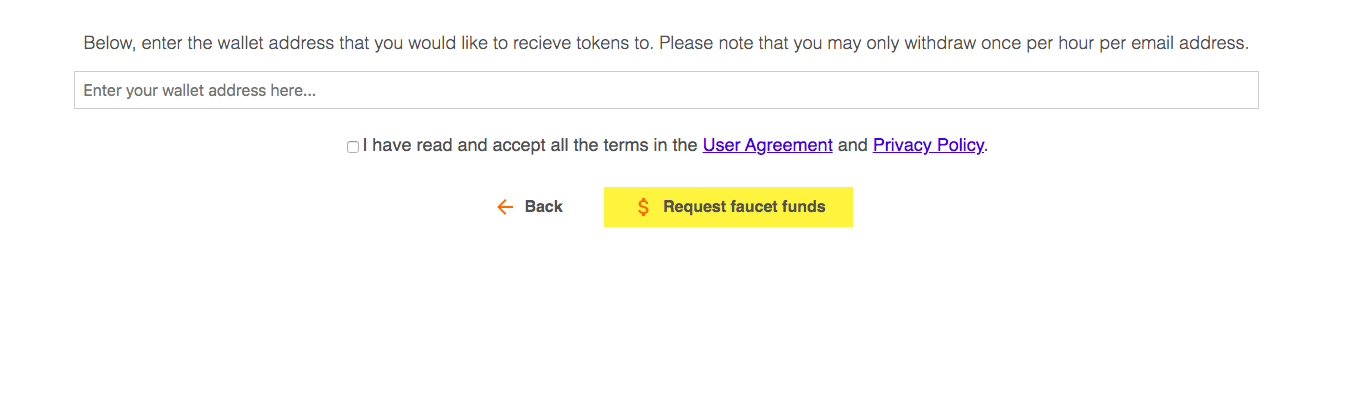 Below, enter the wallet address that you would like to recieve tokens to. Please note that you may only withdraw once per hour per email address.
Enter your wallet address here...
I have read and accept all the terms in the User Agreement and Privacy Policy.
Back
$ Request faucet funds